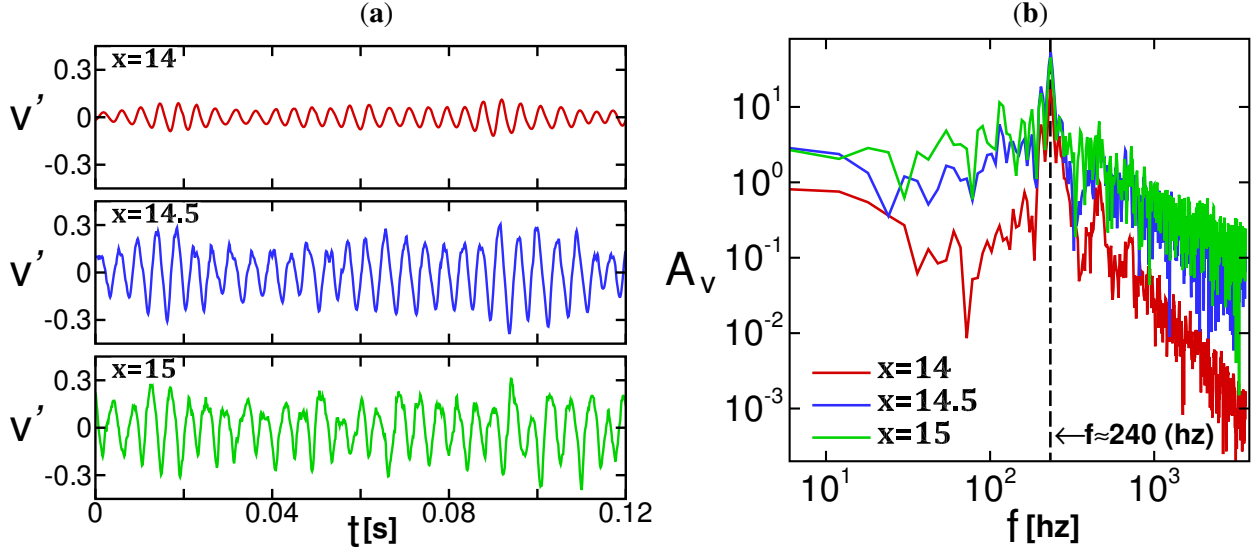 (a)
x=14
0.3
0
-0.3
v'
x=14.5
0.3
0
-0.3
v'
x=15
0.3
0
-0.3
v'
0 0.04 0.08 0.12
t[s]
(b)
10¹
10⁰
10⁻¹
10⁻²
10⁻³
Aᵥ
x=14
x=14.5
x=15
←f≈240 (hz)
10¹ 10² 10³
f[hz]